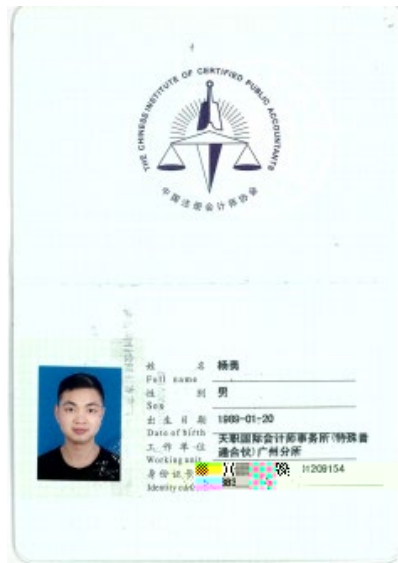 THE CHINESE INSTITUTE OF CERTIFIED PUBLIC ACCOUNTANTS
中国注册会计师协会
姓 名 杨勇
Full name
性 别 男
Sex
出生日期 1989-01-20
Date of birth
工作单位 天职国际会计师事务所(特殊普
通合伙)广州分所
Working unit
身份证号
Identity card